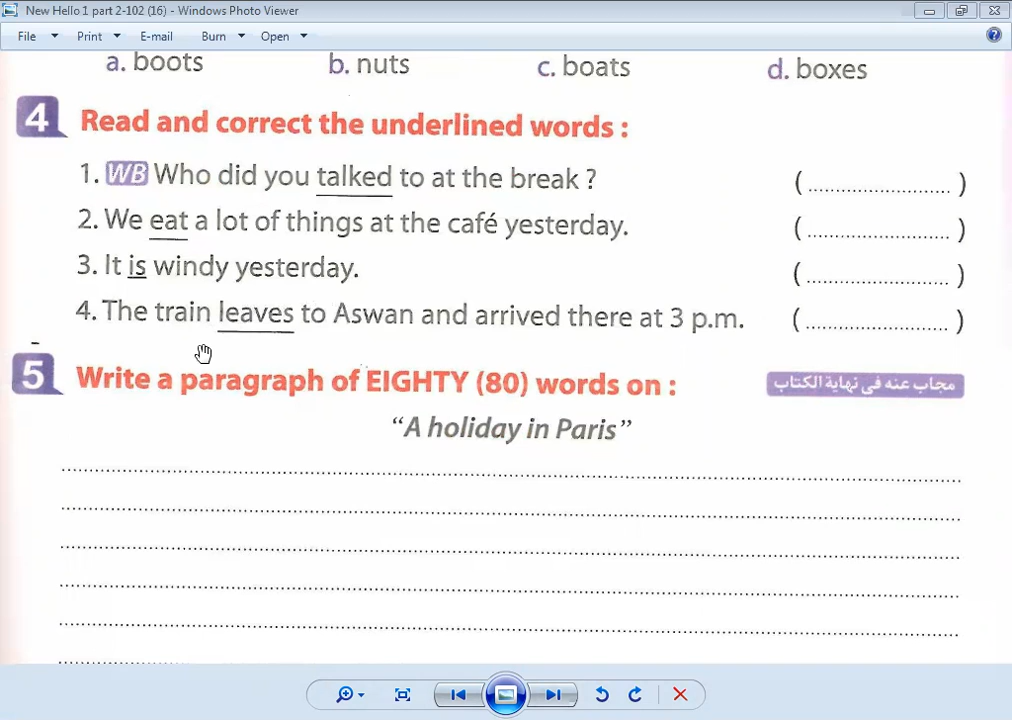 New Hello 1 part 2-102 (16) - Windows Photo Viewer
File Print E-mail Burn Open
a. boots b. nuts c. boats d. boxes
4 Read and correct the underlined words :
1. WB Who did you talked to at the break ? (........................)
2. We eat a lot of things at the café yesterday. (........................)
3. It is windy yesterday. (........................)
4. The train leaves to Aswan and arrived there at 3 p.m. (........................)
5 Write a paragraph of EIGHTY (80) words on : مجاب عنه فى نهاية الكتاب
“A holiday in Paris”